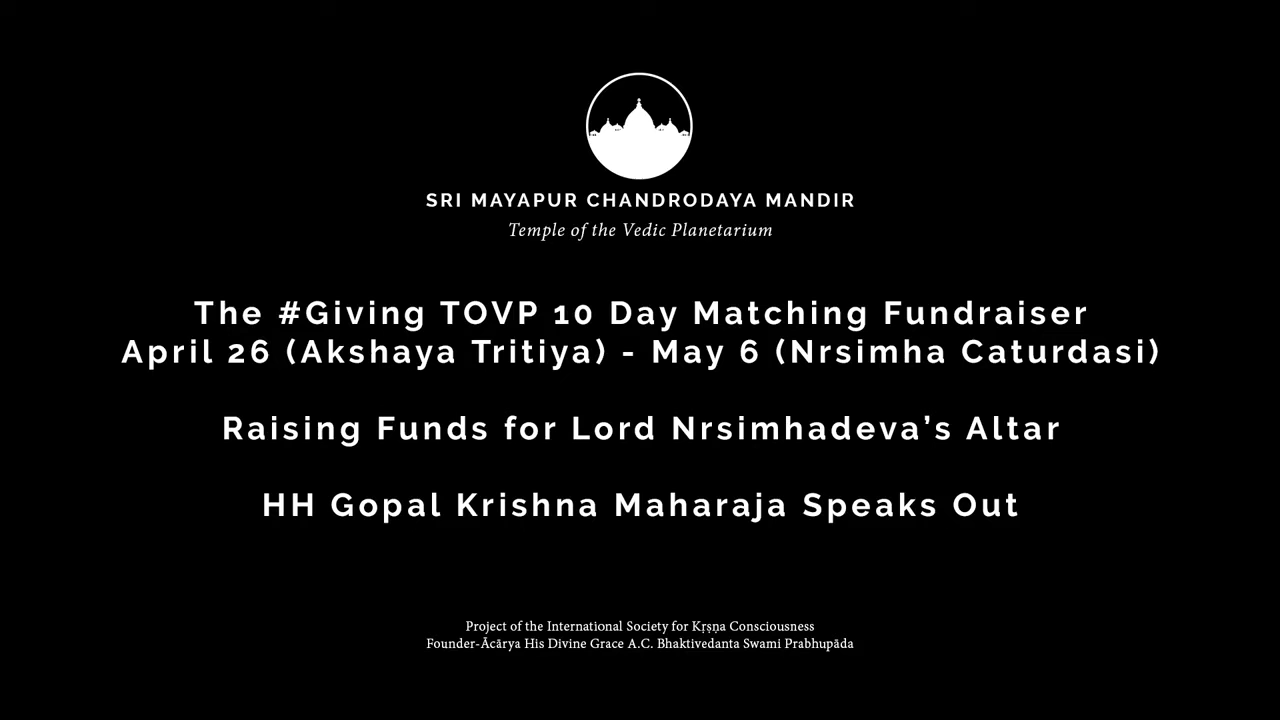 SRI MAYAPUR CHANDRODAYA MANDIR
Temple of the Vedic Planetarium
The #Giving TOVP 10 Day Matching Fundraiser
April 26 (Akshaya Tritiya) - May 6 (Nrsimha Caturdasi)
Raising Funds for Lord Nrsimhadeva’s Altar
HH Gopal Krishna Maharaja Speaks Out
Project of the International Society for Kṛṣṇa Consciousness
Founder-Ācārya His Divine Grace A.C. Bhaktivedanta Swami Prabhupāda